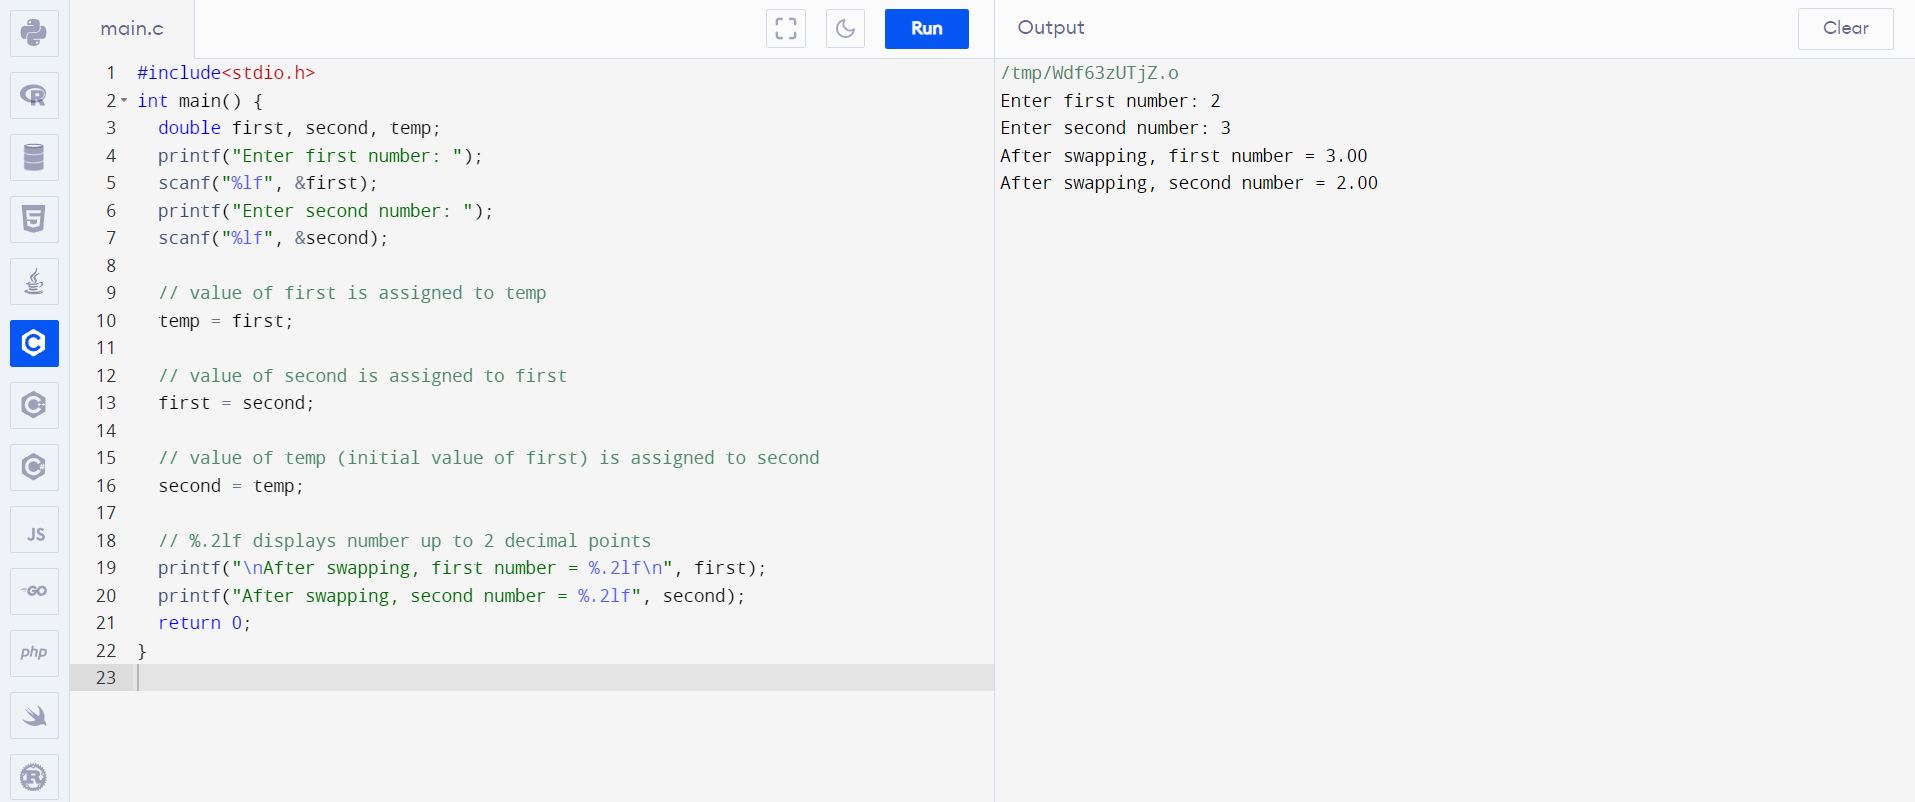 main.c
Run
Output
Clear
1 #include<stdio.h>
2 int main() {
3 double first, second, temp;
4 printf("Enter first number: ");
5 scanf("%lf", &first);
6 printf("Enter second number: ");
7 scanf("%lf", &second);
8
9 // value of first is assigned to temp
10 temp = first;
11
12 // value of second is assigned to first
13 first = second;
14
15 // value of temp (initial value of first) is assigned to second
16 second = temp;
17
18 // %.2lf displays number up to 2 decimal points
19 printf("\nAfter swapping, first number = %.2lf\n", first);
20 printf("After swapping, second number = %.2lf", second);
21 return 0;
22 }
23
/tmp/Wdf63zUTjZ.o
Enter first number: 2
Enter second number: 3
After swapping, first number = 3.00
After swapping, second number = 2.00
R
5
C
C
C
JS
GO
php
R